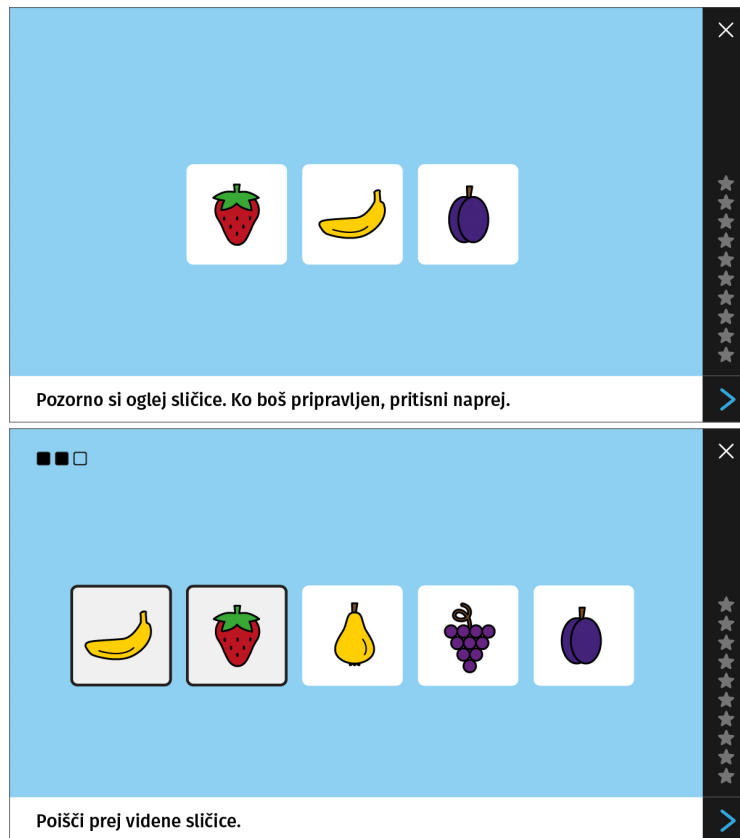 Pozorno si oglej sličice. Ko boš pripravljen, pritisni naprej.
Poišči prej videne sličice.